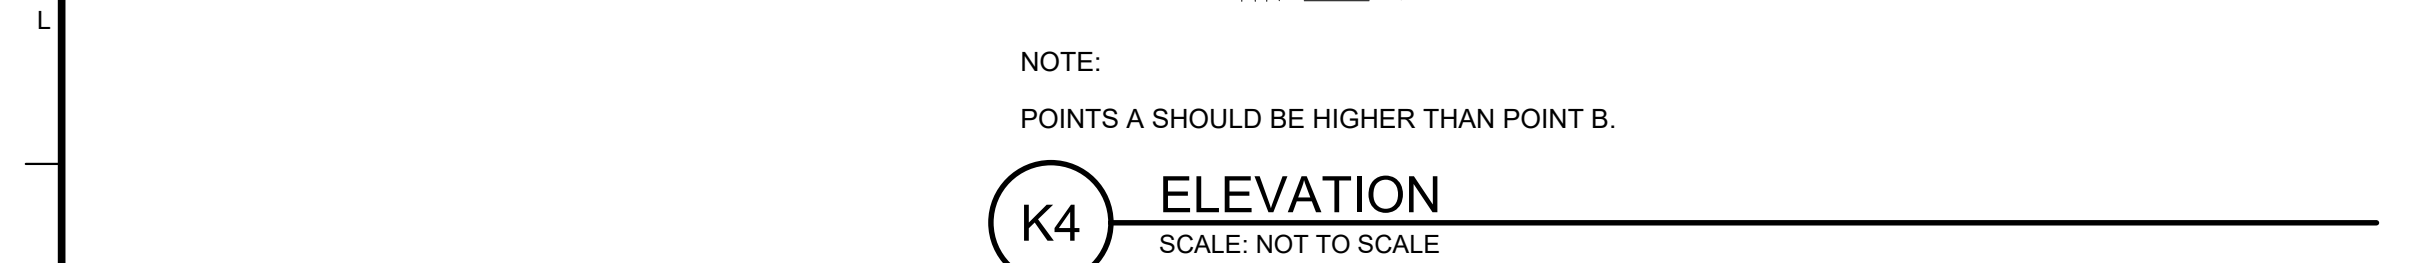 L
NOTE:
POINTS A SHOULD BE HIGHER THAN POINT B.
K4
ELEVATION
SCALE: NOT TO SCALE